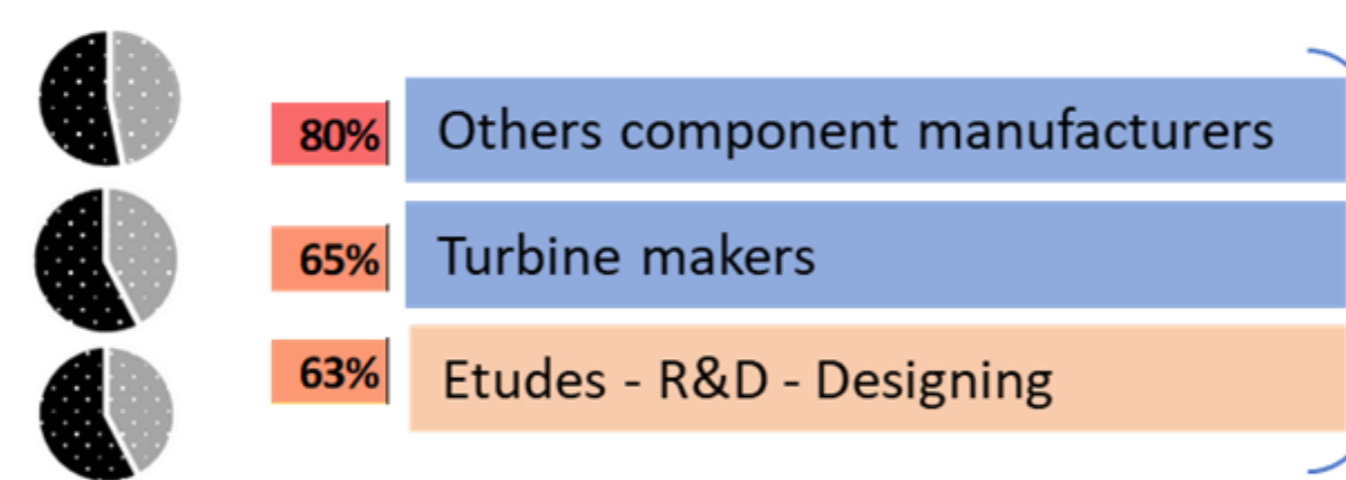 80% Others component manufacturers
65% Turbine makers
63% Etudes - R&D - Designing